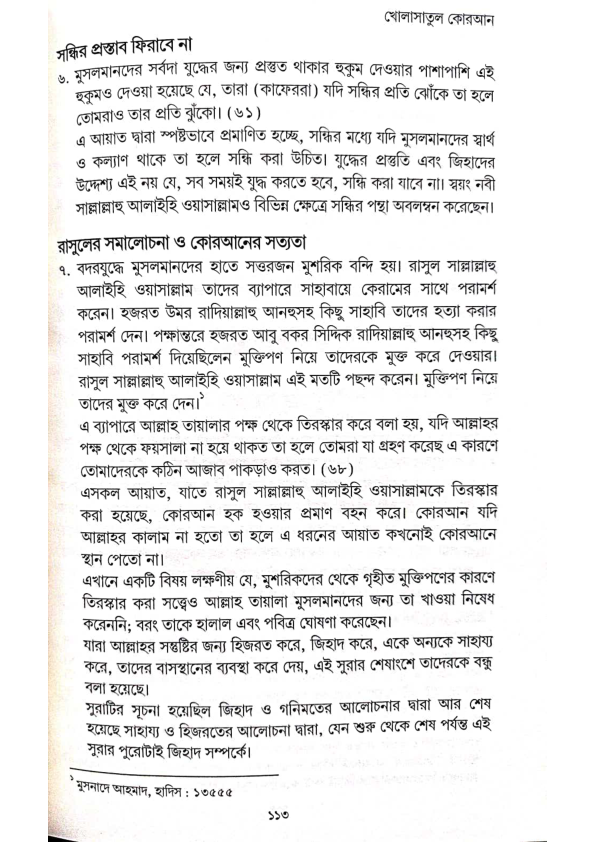 খোলাসাতুল কোরআন
সন্ধির প্রস্তাব ফিরাবে না
৬. মুসলমানদের সর্বদা যুদ্ধের জন্য প্রস্তুত থাকার হুকুম দেওয়ার পাশাপাশি এই
হুকুমও দেওয়া হয়েছে যে, তারা (কাফেররা) যদি সন্ধির প্রতি ঝোঁকে তা হলে
তোমরাও তার প্রতি ঝুঁকো। (৬১)
এ আয়াত দ্বারা স্পষ্টভাবে প্রমাণিত হচ্ছে, সন্ধির মধ্যে যদি মুসলমানদের স্বার্থ
ও কল্যাণ থাকে তা হলে সন্ধি করা উচিত। যুদ্ধের প্রস্তুতি এবং জিহাদের
উদ্দেশ্য এই নয় যে, সব সময়ই যুদ্ধ করতে হবে, সন্ধি করা যাবে না। স্বয়ং নবী
সাল্লাল্লাহু আলাইহি ওয়াসাল্লামও বিভিন্ন ক্ষেত্রে সন্ধির পন্থা অবলম্বন করেছেন।
রাসুলের সমালোচনা ও কোরআনের সত্যতা
৭. বদরযুদ্ধে মুসলমানদের হাতে সত্তরজন মুশরিক বন্দি হয়। রাসুল সাল্লাল্লাহু
আলাইহি ওয়াসাল্লাম তাদের ব্যাপারে সাহাবায়ে কেরামের সাথে পরামর্শ
করেন। হজরত উমর রাদিয়াল্লাহু আনহুসহ কিছু সাহাবি তাদের হত্যা করার
পরামর্শ দেন। পক্ষান্তরে হজরত আবু বকর সিদ্দিক রাদিয়াল্লাহু আনহুসহ কিছু
সাহাবি পরামর্শ দিয়েছিলেন মুক্তিপণ নিয়ে তাদেরকে মুক্ত করে দেওয়ার।
রাসুল সাল্লাল্লাহু আলাইহি ওয়াসাল্লাম এই মতটি পছন্দ করেন। মুক্তিপণ নিয়ে
তাদের মুক্ত করে দেন।১
এ ব্যাপারে আল্লাহ তায়ালার পক্ষ থেকে তিরস্কার করে বলা হয়, যদি আল্লাহর
পক্ষ থেকে ফয়সালা না হয়ে থাকত তা হলে তোমরা যা গ্রহণ করেছ এ কারণে
তোমাদেরকে কঠিন আজাব পাকড়াও করত। (৬৮)
এসকল আয়াত, যাতে রাসুল সাল্লাল্লাহু আলাইহি ওয়াসাল্লামকে তিরস্কার
করা হয়েছে, কোরআন হক হওয়ার প্রমাণ বহন করে। কোরআন যদি
আল্লাহর কালাম না হতো তা হলে এ ধরনের আয়াত কখনোই কোরআনে
স্থান পেতো না।
এখানে একটি বিষয় লক্ষণীয় যে, মুশরিকদের থেকে গৃহীত মুক্তিপণের কারণে
তিরস্কার করা সত্ত্বেও আল্লাহ তায়ালা মুসলমানদের জন্য তা খাওয়া নিষেধ
করেননি; বরং তাকে হালাল এবং পবিত্র ঘোষণা করেছেন।
যারা আল্লাহর সন্তুষ্টির জন্য হিজরত করে, জিহাদ করে, একে অন্যকে সাহায্য
করে, তাদের বাসস্থানের ব্যবস্থা করে দেয়, এই সুরার শেষাংশে তাদেরকে বন্ধু
বলা হয়েছে।
সুরাটির সূচনা হয়েছিল জিহাদ ও গনিমতের আলোচনার দ্বারা আর শেষ
হয়েছে সাহায্য ও হিজরতের আলোচনা দ্বারা, যেন শুরু থেকে শেষ পর্যন্ত এই
সুরার পুরোটাই জিহাদ সম্পর্কে।
১ মুসনাদে আহমাদ, হাদিস : ১৩৫৫৫
১১৩